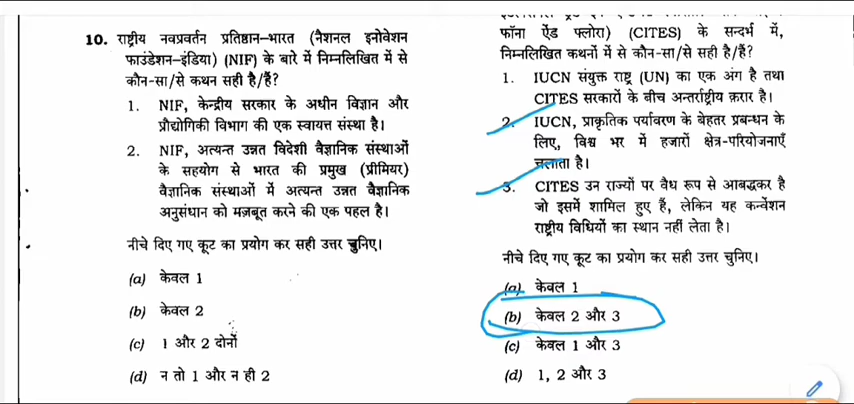 10. राष्ट्रीय नवप्रवर्तन प्रतिष्ठान–भारत (नैशनल इनोवेशन
फाउंडेशन–इंडिया) (NIF) के बारे में निम्नलिखित में से
कौन-सा/से कथन सही है/हैं?
1. NIF, केन्द्रीय सरकार के अधीन विज्ञान और
प्रौद्योगिकी विभाग की एक स्वायत्त संस्था है।
2. NIF, अत्यन्त उन्नत विदेशी वैज्ञानिक संस्थाओं
के सहयोग से भारत की प्रमुख (प्रीमियर)
वैज्ञानिक संस्थाओं में अत्यन्त उन्नत वैज्ञानिक
अनुसंधान को मज़बूत करने की एक पहल है।
नीचे दिए गए कूट का प्रयोग कर सही उत्तर चुनिए।
(a) केवल 1
(b) केवल 2
(c) 1 और 2 दोनों
(d) न तो 1 और न ही 2
फॉना ऐंड फ्लोरा) (CITES) के सन्दर्भ में,
निम्नलिखित कथनों में से कौन-सा/से सही है/हैं?
1. IUCN संयुक्त राष्ट्र (UN) का एक अंग है तथा
CITES सरकारों के बीच अन्तर्राष्ट्रीय क़रार है।
2. IUCN, प्राकृतिक पर्यावरण के बेहतर प्रबन्धन के
लिए, विश्व भर में हज़ारों क्षेत्र-परियोजनाएँ
चलाता है।
3. CITES उन राज्यों पर वैध रूप से आबद्धकर है
जो इसमें शामिल हुए हैं, लेकिन यह कन्वेंशन
राष्ट्रीय विधियों का स्थान नहीं लेता है।
नीचे दिए गए कूट का प्रयोग कर सही उत्तर चुनिए।
(a) केवल 1
(b) केवल 2 और 3
(c) केवल 1 और 3
(d) 1, 2 और 3